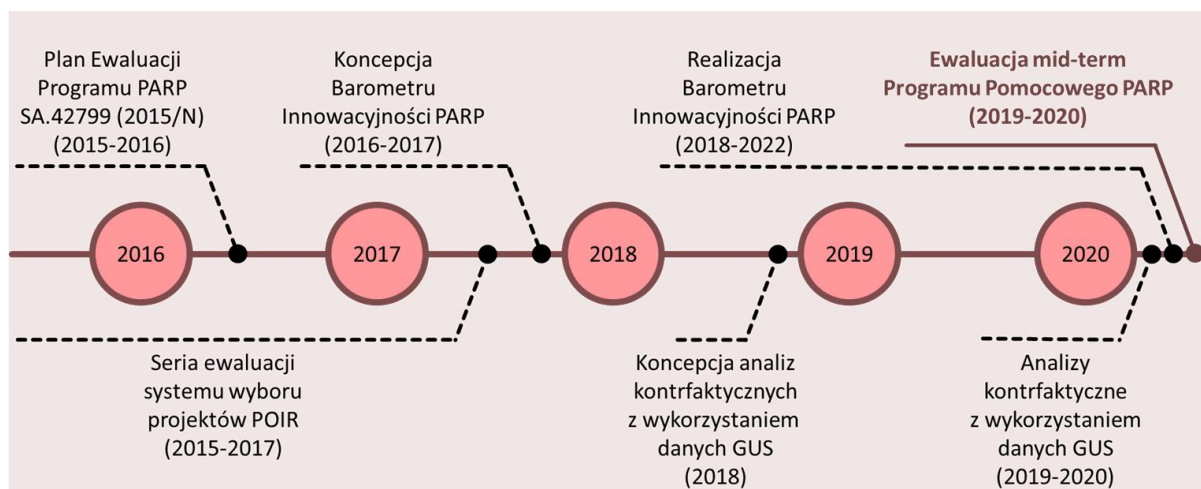 Plan Ewaluacji
Programu PARP
SA.42799 (2015/N)
(2015-2016)
Koncepcja
Barometru
Innowacyjności PARP
(2016-2017)
Realizacja
Barometru
Innowacyjności PARP
(2018-2022)
Ewaluacja mid-term
Programu Pomocowego PARP
(2019-2020)
2016
2017
2018
2019
2020
Seria ewaluacji
systemu wyboru
projektów POIR
(2015-2017)
Koncepcja analiz
kontrfaktycznych
z wykorzystaniem
danych GUS
(2018)
Analizy
kontrfaktyczne
z wykorzystaniem
danych GUS
(2019-2020)